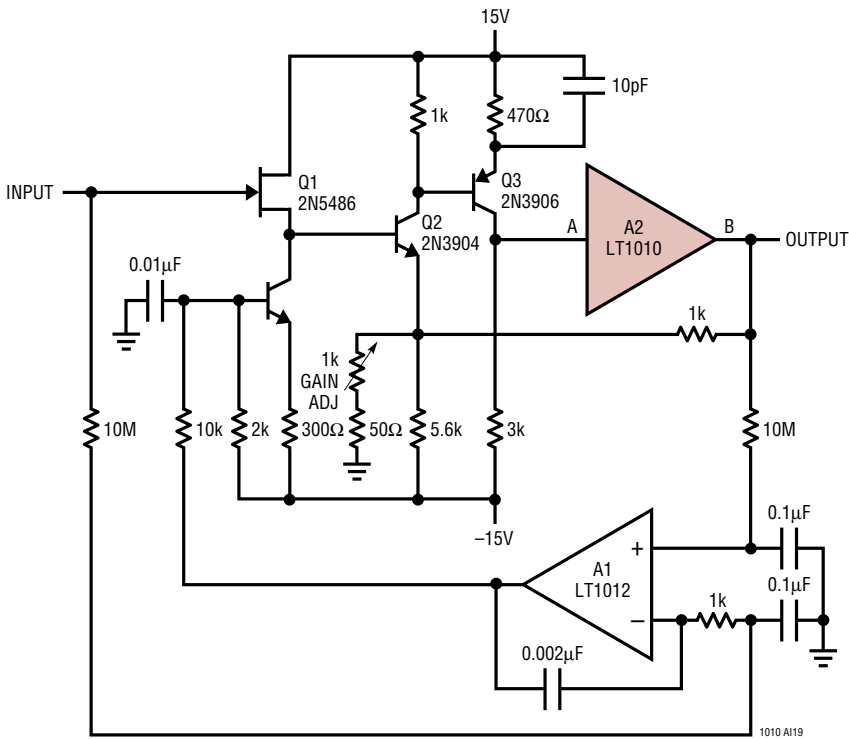 15V
10pF
1k
470Ω
Q1
2N5486
Q3
2N3906
INPUT
Q2
2N3904
A
A2
LT1010
B
OUTPUT
0.01µF
1k
1k
GAIN
ADJ
10M
10k
2k
300Ω
50Ω
5.6k
3k
10M
–15V
0.1µF
+
A1
LT1012
0.1µF
–
1k
0.002µF
1010 AI19